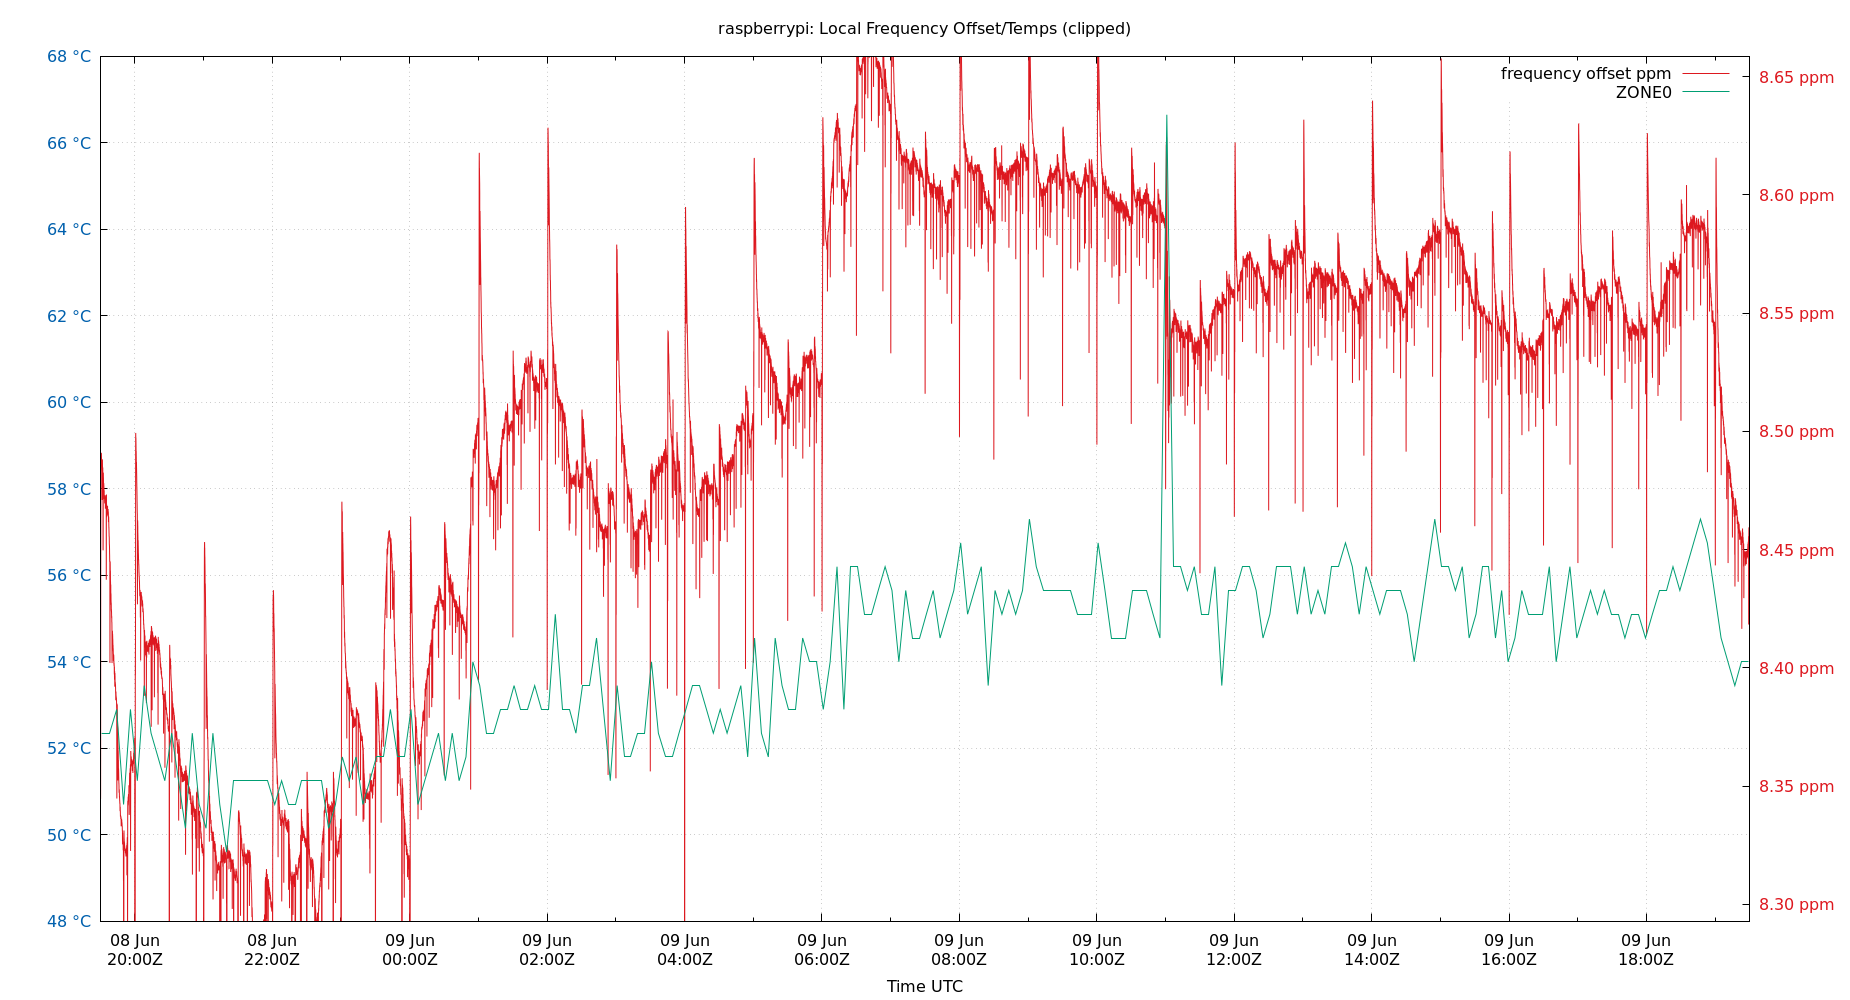 raspberrypi: Local Frequency Offset/Temps (clipped)
frequency offset ppm
ZONE0
68 °C
66 °C
64 °C
62 °C
60 °C
58 °C
56 °C
54 °C
52 °C
50 °C
48 °C
8.65 ppm
8.60 ppm
8.55 ppm
8.50 ppm
8.45 ppm
8.40 ppm
8.35 ppm
8.30 ppm
08 Jun 08 Jun 09 Jun 09 Jun 09 Jun 09 Jun 09 Jun 09 Jun 09 Jun 09 Jun 09 Jun 09 Jun
20:00Z 22:00Z 00:00Z 02:00Z 04:00Z 06:00Z 08:00Z 10:00Z 12:00Z 14:00Z 16:00Z 18:00Z
Time UTC